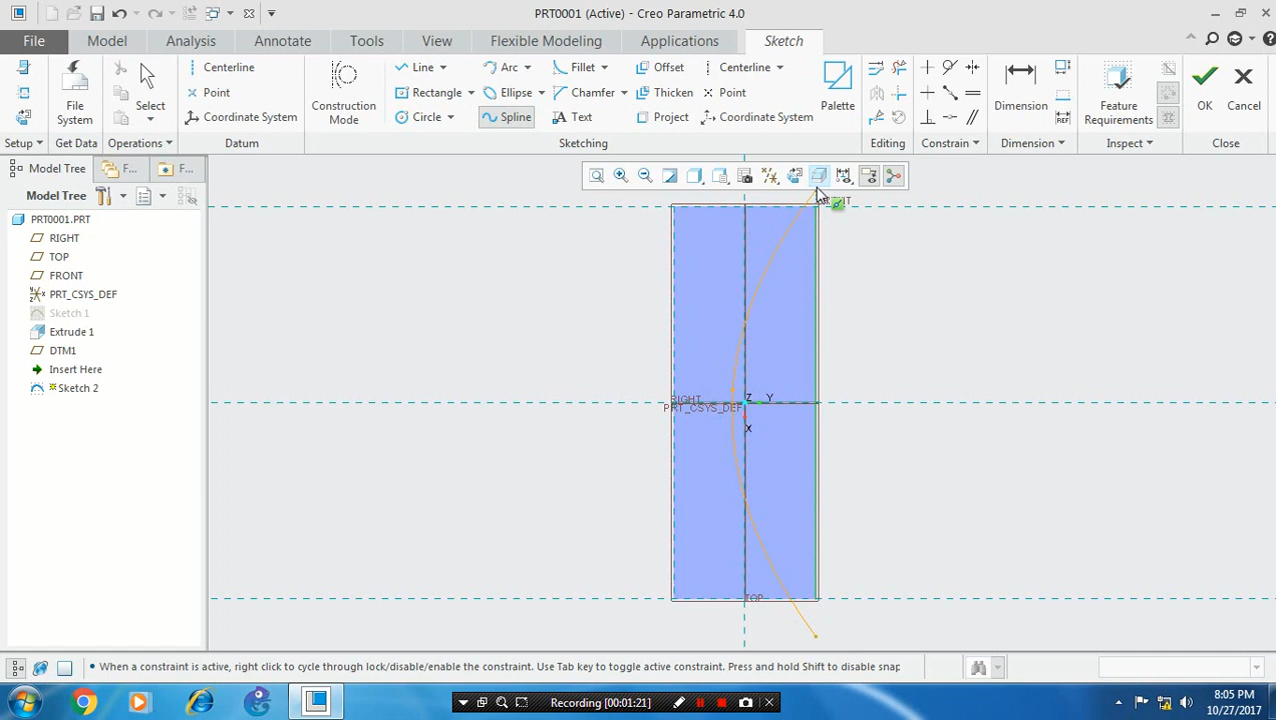 PRT0001 (Active) - Creo Parametric 4.0
File Model Analysis Annotate Tools View Flexible Modeling Applications Sketch
Centerline Line Arc Fillet Offset Centerline
Point Rectangle Ellipse Chamfer Thicken Point
Coordinate System Circle Spline Text Project Coordinate System
File System
Select
Construction Mode
Palette
Dimension
REF
Feature Requirements
OK
Cancel
Setup Get Data Operations Datum Sketching Editing Constrain Dimension Inspect Close
Model Tree F... F...
Model Tree
PRT0001.PRT
RIGHT
TOP
FRONT
PRT_CSYS_DEF
Sketch 1
Extrude 1
DTM1
Insert Here
Sketch 2
RIGHT
PRT_CSYS_DEF
Z Y
X
TOP
• When a constraint is active, right click to cycle through lock/disable/enable the constraint. Use Tab key to toggle active constraint. Press and hold Shift to disable snap
Recording [00:01:21]
8:05 PM
10/27/2017